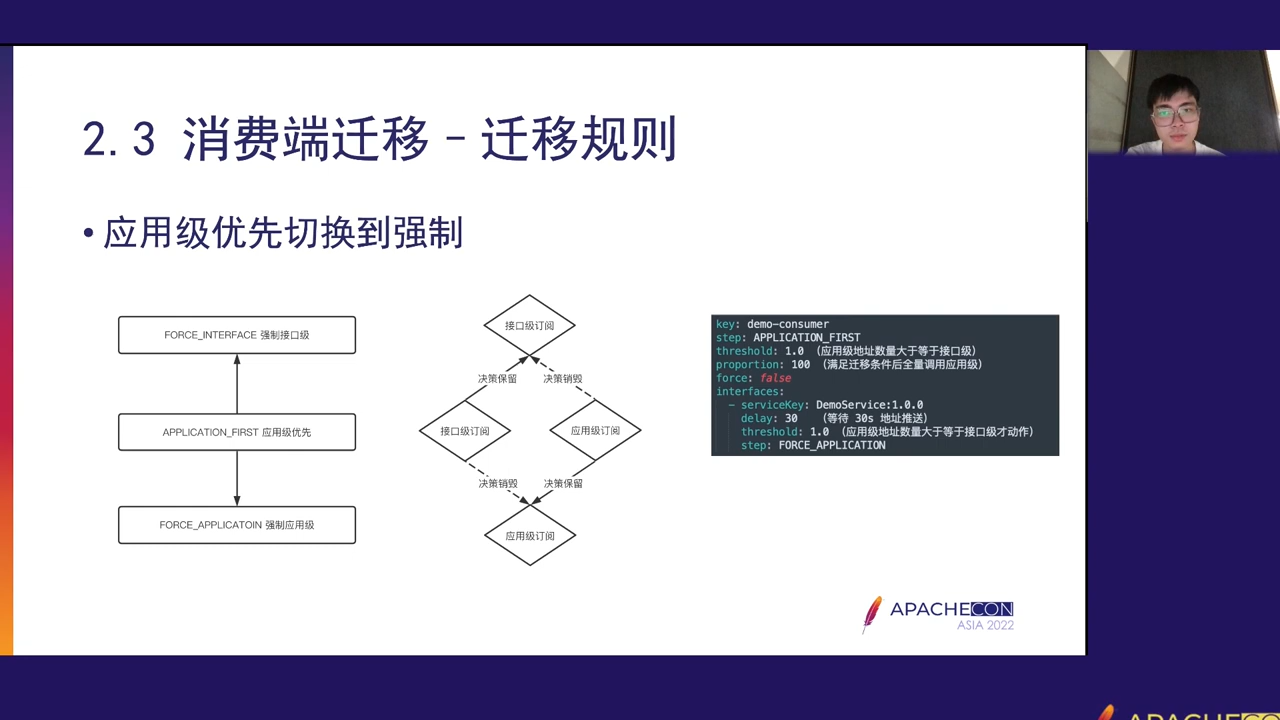 2.3 消费端迁移 – 迁移规则
• 应用级优先切换到强制
FORCE_INTERFACE 强制接口级
APPLICATION_FIRST 应用级优先
FORCE_APPLICATOIN 强制应用级
接口级订阅
决策保留
决策销毁
接口级订阅
应用级订阅
决策销毁
决策保留
应用级订阅
key: demo-consumer
step: APPLICATION_FIRST
threshold: 1.0 (应用级地址数量大于等于接口级)
proportion: 100 (满足迁移条件后全量调用应用级)
force: false
interfaces:
- serviceKey: DemoService:1.0.0
delay: 30 (等待 30s 地址推送)
threshold: 1.0 (应用级地址数量大于等于接口级才动作)
step: FORCE_APPLICATION
APACHECON
ASIA 2022
APACHECO